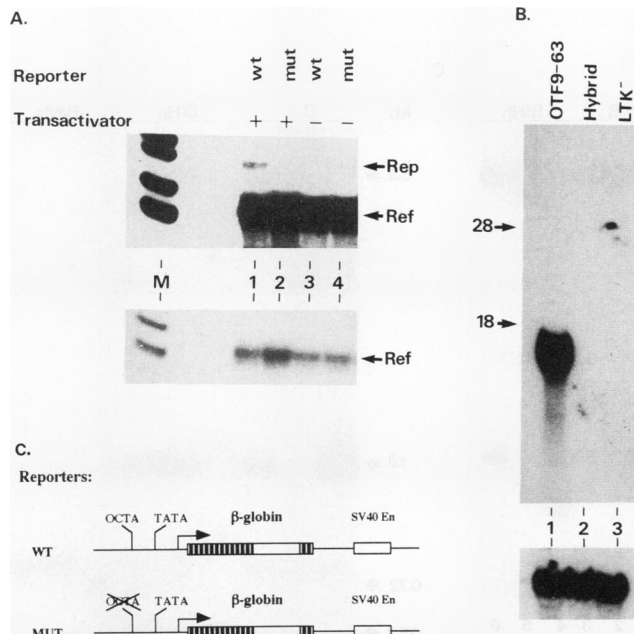 A.
Reporter
wt mut wt mut
Transactivator
+ + − −
Rep
Ref
M 1 2 3 4
Ref
B.
OTF9-63
Hybrid
LTK⁻
28
18
1 2 3
C.
Reporters:
OCTA TATA β-globin SV40 En
WT
OCTA TATA β-globin SV40 En
MUT